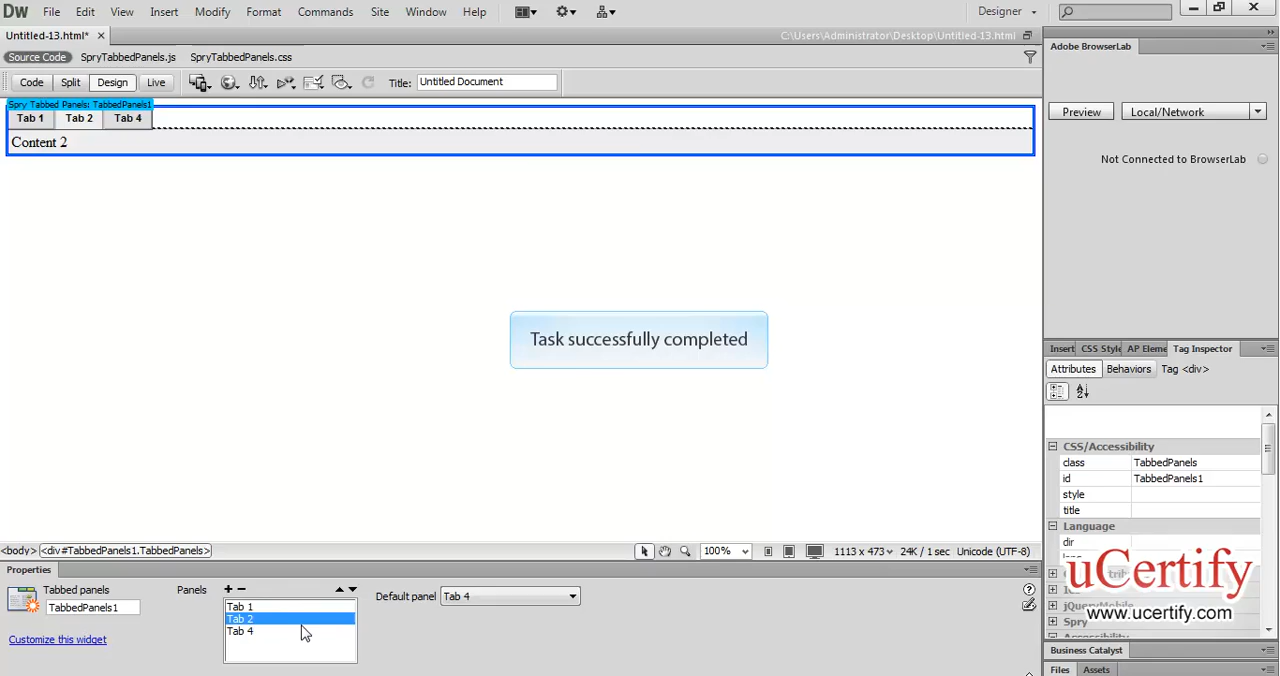 DW File Edit View Insert Modify Format Commands Site Window Help Designer
Untitled-13.html* C:\Users\Administrator\Desktop\Untitled-13.html
Source Code SpryTabbedPanels.js SpryTabbedPanels.css
Code Split Design Live Title: Untitled Document
Spry Tabbed Panels: TabbedPanels1
Tab 1 Tab 2 Tab 4
Content 2
Task successfully completed
<body> <div#TabbedPanels1.TabbedPanels> 100% 1113 x 473 24K / 1 sec Unicode (UTF-8)
Properties
Tabbed panels
TabbedPanels1
Customize this widget
Panels
Tab 1
Tab 2
Tab 4
Default panel Tab 4
Adobe BrowserLab
Preview Local/Network
Not Connected to BrowserLab
Insert CSS Style AP Eleme Tag Inspector
Attributes Behaviors Tag <div>
CSS/Accessibility
class TabbedPanels
id TabbedPanels1
style
title
Language
dir
uCertify
jQueryMobile
www.ucertify.com
Spry
Business Catalyst
Files Assets